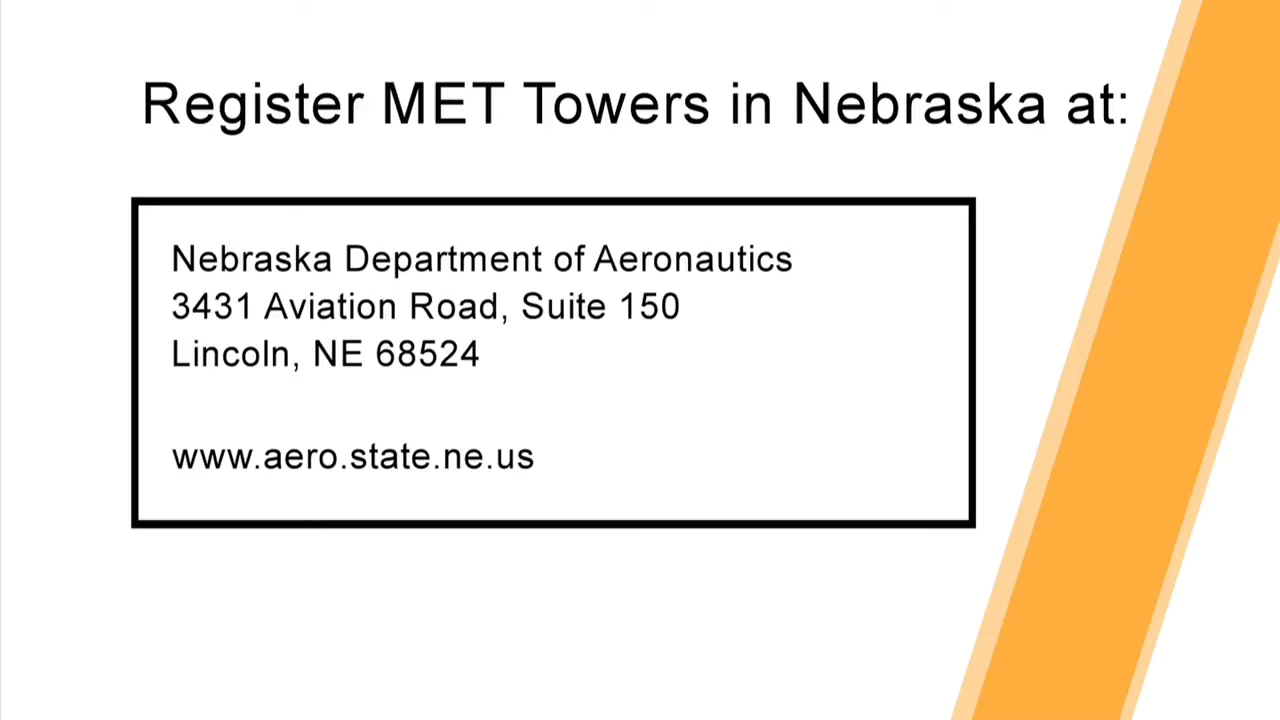 Register MET Towers in Nebraska at:
Nebraska Department of Aeronautics
3431 Aviation Road, Suite 150
Lincoln, NE 68524
www.aero.state.ne.us